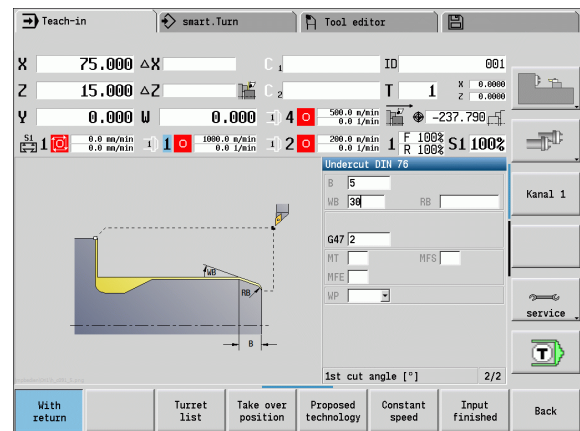 Teach-in smart.Turn Tool editor
X 75.000 ΔX C 1 ID 001
Z 15.000 ΔZ C 2 T 1 X 0.0000 Z 0.0000
Y 0.000 W 0.000 4 500.0 m/min 0.0 1/min -237.790
S1 1 0.0 mm/min 0.0 m/min 1 1 1000.0 m/min 0.0 1/min 1 2 200.0 m/min 0.0 1/min 1 F 100% R 100% S1 100%
Undercut DIN 76
B 5
WB 30 RB
G47 2
MT MFS
MFE
WP
1st cut angle [°] 2/2
WB
RB
B
Kanal 1
service
T
With return
Turret list
Take over position
Proposed technology
Constant speed
Input finished
Back